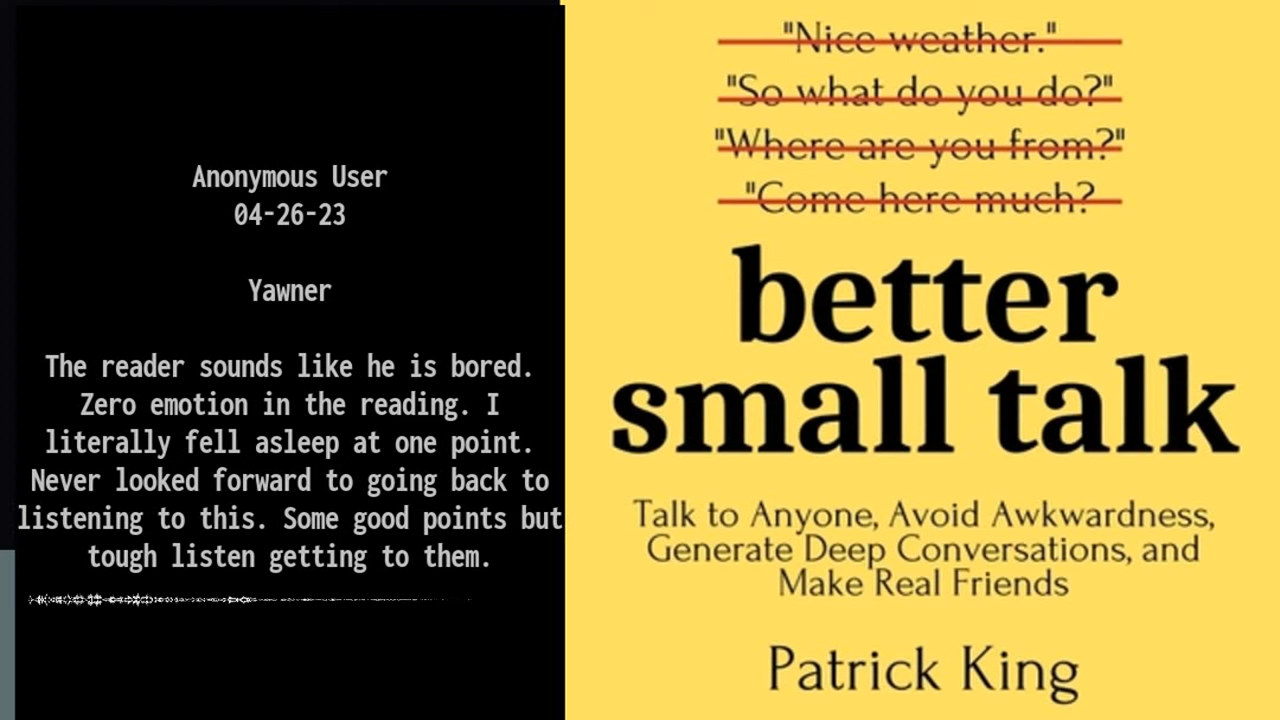 Anonymous User
04-26-23
Yawner
The reader sounds like he is bored.
Zero emotion in the reading. I
literally fell asleep at one point.
Never looked forward to going back to
listening to this. Some good points but
tough listen getting to them.
"Nice weather."
"So what do you do?"
"Where are you from?"
"Come here much?
better
small talk
Talk to Anyone, Avoid Awkwardness,
Generate Deep Conversations, and
Make Real Friends
Patrick King